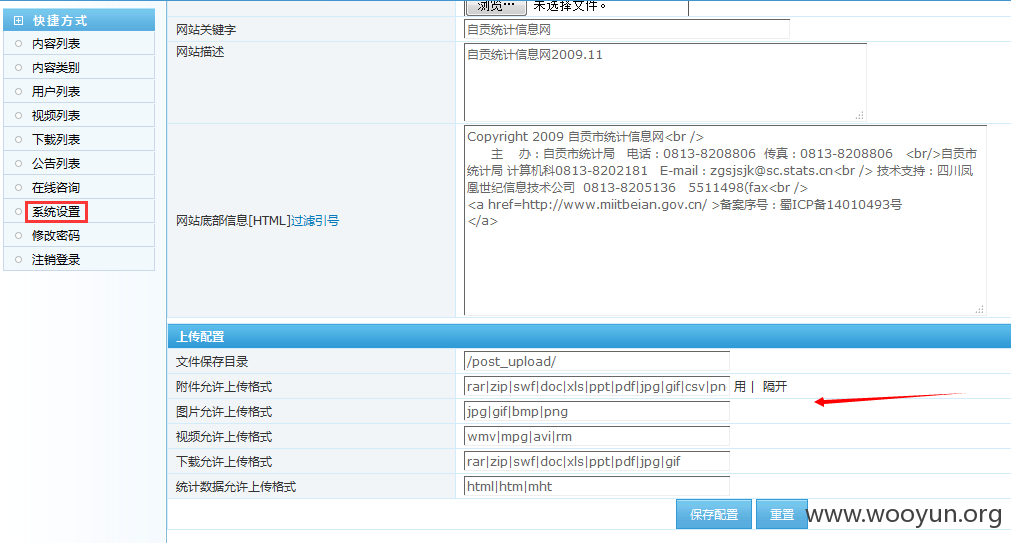 浏览… 未选择文件。
快捷方式
内容列表
内容类别
用户列表
视频列表
下载列表
公告列表
在线咨询
系统设置
修改密码
注销登录
网站关键字 自贡统计信息网
网站描述 自贡统计信息网2009.11
网站底部信息[HTML]过滤引号
Copyright 2009 自贡市统计信息网<br />
主 办：自贡市统计局 电话：0813-8208806 传真：0813-8208806 <br/>自贡市
统计局 计算机科0813-8202181 E-mail：zgsjsjk@sc.stats.cn<br /> 技术支持：四川凤
凰世纪信息技术公司 0813-8205136 5511498(fax<br />
<a href=http://www.miitbeian.gov.cn/ >备案序号：蜀ICP备14010493号
</a>
上传配置
文件保存目录 /post_upload/
附件允许上传格式 rar|zip|swf|doc|xls|ppt|pdf|jpg|gif|csv|pn 用 | 隔开
图片允许上传格式 jpg|gif|bmp|png
视频允许上传格式 wmv|mpg|avi|rm
下载允许上传格式 rar|zip|swf|doc|xls|ppt|pdf|jpg|gif
统计数据允许上传格式 html|htm|mht
保存配置 重置
www.wooyun.org